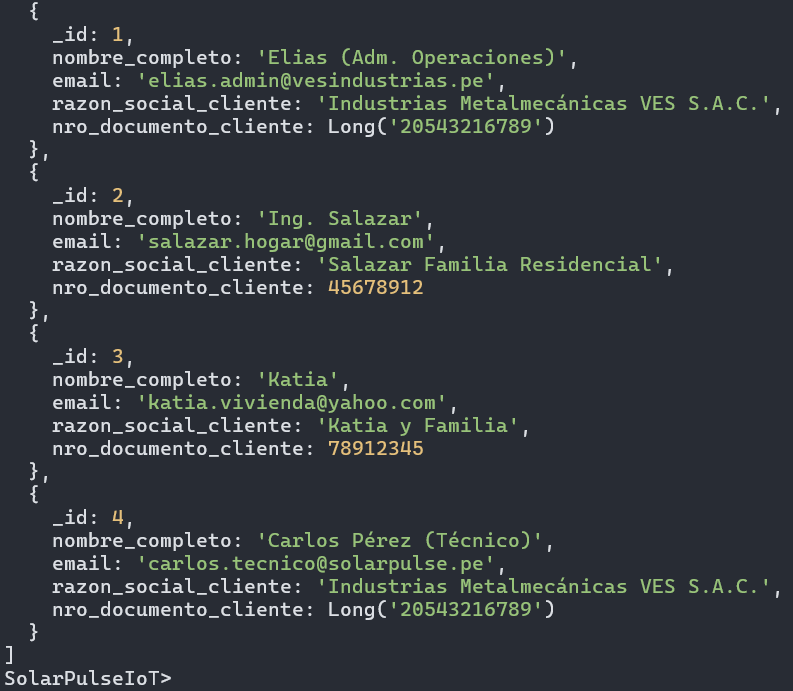 {
_id: 1,
nombre_completo: 'Elias (Adm. Operaciones)',
email: 'elias.admin@vesindustrias.pe',
razon_social_cliente: 'Industrias Metalmecánicas VES S.A.C.',
nro_documento_cliente: Long('20543216789')
},
{
_id: 2,
nombre_completo: 'Ing. Salazar',
email: 'salazar.hogar@gmail.com',
razon_social_cliente: 'Salazar Familia Residencial',
nro_documento_cliente: 45678912
},
{
_id: 3,
nombre_completo: 'Katia',
email: 'katia.vivienda@yahoo.com',
razon_social_cliente: 'Katia y Familia',
nro_documento_cliente: 78912345
},
{
_id: 4,
nombre_completo: 'Carlos Pérez (Técnico)',
email: 'carlos.tecnico@solarpulse.pe',
razon_social_cliente: 'Industrias Metalmecánicas VES S.A.C.',
nro_documento_cliente: Long('20543216789')
}
]
SolarPulseIoT>